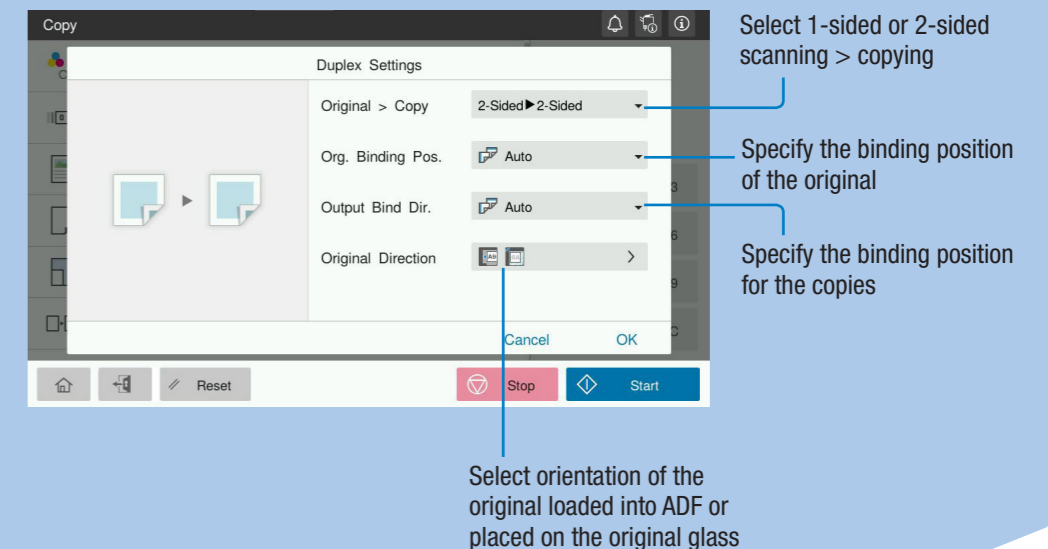 Copy
Duplex Settings
Original > Copy
2-Sided▶2-Sided
Org. Binding Pos.
Auto
Output Bind Dir.
Auto
Original Direction
Cancel
OK
3
6
9
C
Reset
Stop
Start
Select 1-sided or 2-sided
scanning > copying
Specify the binding position
of the original
Specify the binding position
for the copies
Select orientation of the
original loaded into ADF or
placed on the original glass